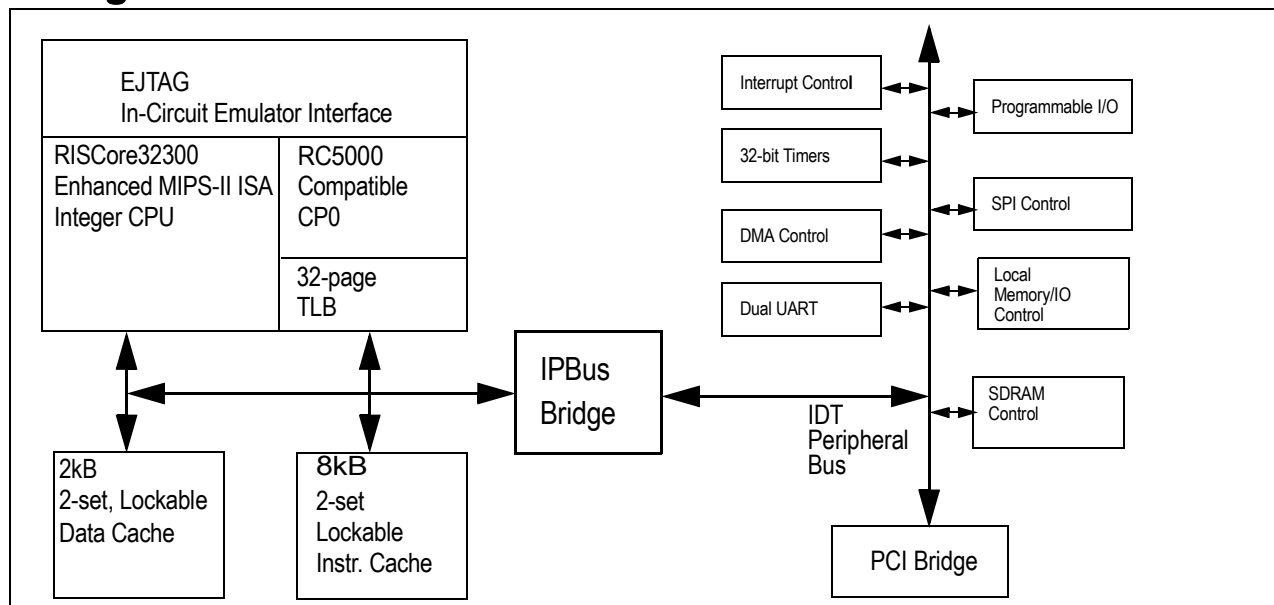 EJTAG
In-Circuit Emulator Interface
RISCore32300
Enhanced MIPS-II ISA
Integer CPU
RC5000
Compatible
CP0
32-page
TLB
2kB
2-set, Lockable
Data Cache
8kB
2-set
Lockable
Instr. Cache
IPBus
Bridge
IDT
Peripheral
Bus
Interrupt Control
32-bit Timers
DMA Control
Dual UART
Programmable I/O
SPI Control
Local
Memory/IO
Control
SDRAM
Control
PCI Bridge